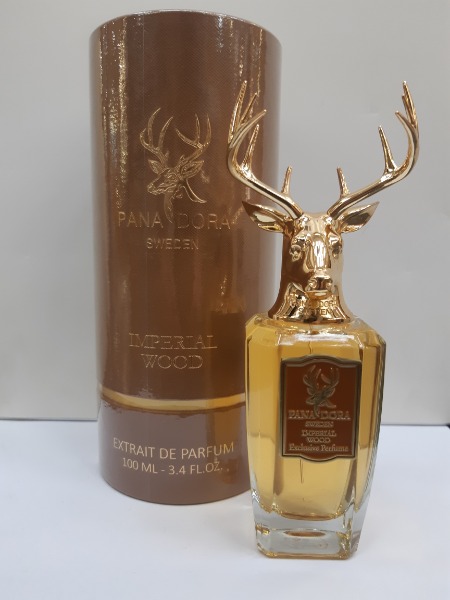 PANA DORA
SWEDEN
IMPERIAL
WOOD
EXTRAIT DE PARFUM
100 ML - 3.4 FL.OZ.
PANA DORA
SWEDEN
IMPERIAL
WOOD
Exclusive Perfume